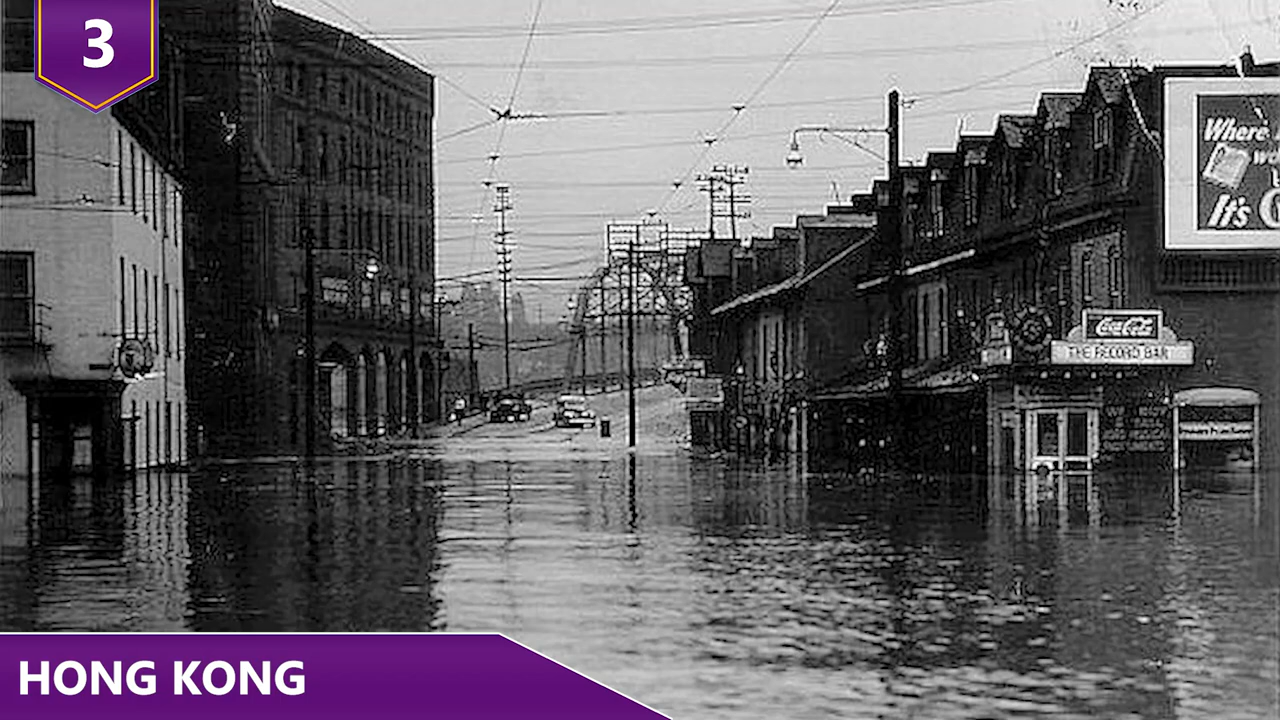 3
Where
It's
Coca-Cola
THE RECORD BAR
HONG KONG